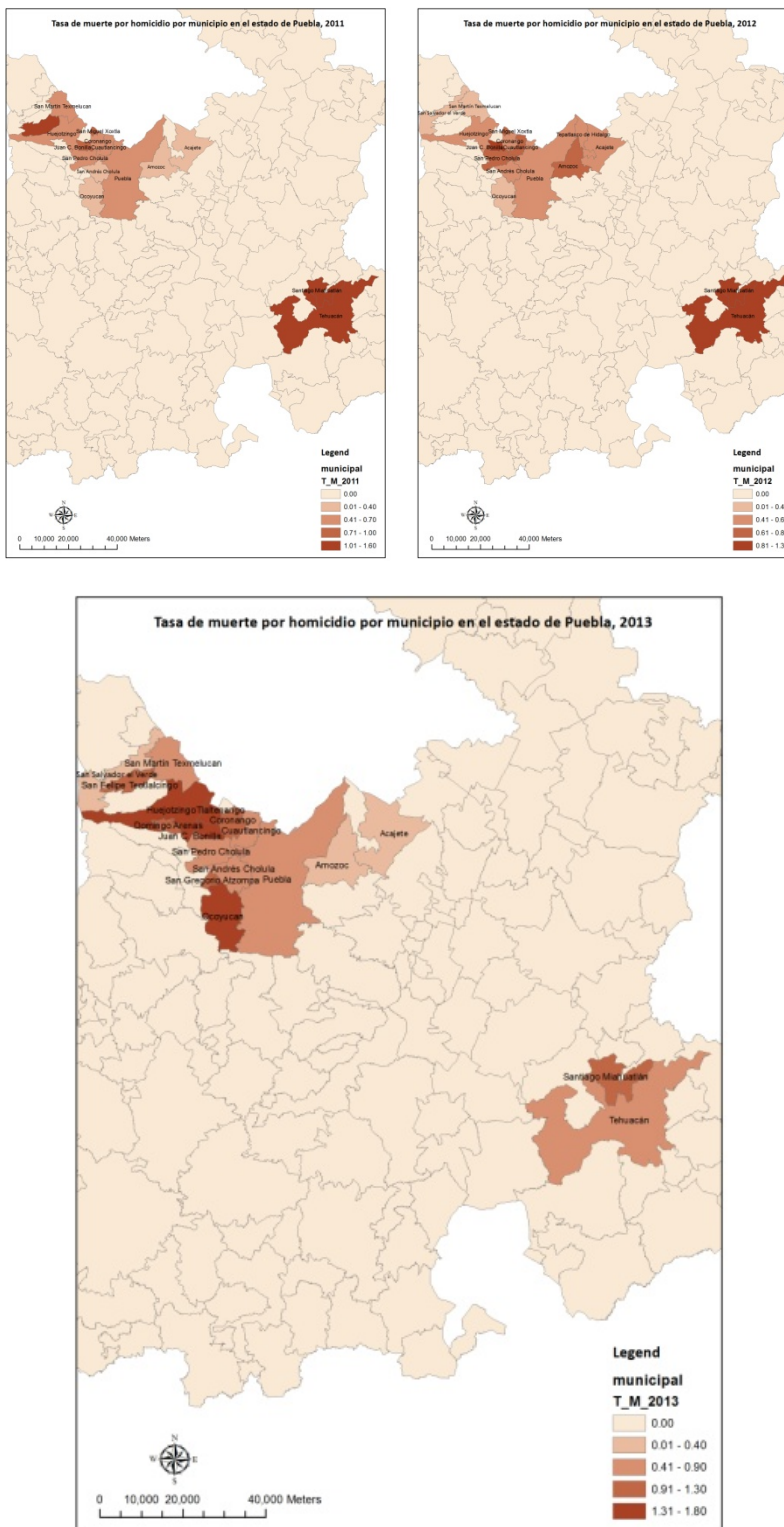 Tasa de muerte por homicidio por municipio en el estado de Puebla, 2011
San Martín Texmelucan
Huejotzingo
San Miguel Xoxtla
Coronango
Juan C. Bonilla
Cuautlancingo
San Pedro Cholula
Amozoc
Acajete
San Andrés Cholula
Puebla
Ocoyucan
Santiago Miahuatlán
Tehuacán
Legend
municipal
T_M_2011
0.00
0.01 - 0.40
0.41 - 0.70
0.71 - 1.00
1.01 - 1.60
N
W
E
S
0 10,000 20,000 40,000 Meters
Tasa de muerte por homicidio por municipio en el estado de Puebla, 2012
San Martín Texmelucan
San Salvador el Verde
Huejotzingo
San Miguel Xoxtla
Coronango
Tepatlaxco de Hidalgo
Juan C. Bonilla
Cuautlancingo
Acajete
San Pedro Cholula
Amozoc
San Andrés Cholula
Puebla
Ocoyucan
Santiago Miahuatlán
Tehuacán
Legend
municipal
T_M_2012
0.00
N
W
E
S
0 10,000 20,000 40,000 Meters
Tasa de muerte por homicidio por municipio en el estado de Puebla, 2013
San Martín Texmelucan
San Salvador el Verde
San Felipe Teotlalcingo
Huejotzingo
Tlaltenango
Coronango
Domingo Arenas
Cuautlancingo
Juan C. Bonilla
Acajete
San Pedro Cholula
Amozoc
San Andrés Cholula
San Gregorio Atzompa
Puebla
Ocoyucan
Santiago Miahuatlán
Tehuacán
Legend
municipal
T_M_2013
0.00
0.01 - 0.40
0.41 - 0.90
0.91 - 1.30
1.31 - 1.80
N
W
E
S
0 10,000 20,000 40,000 Meters